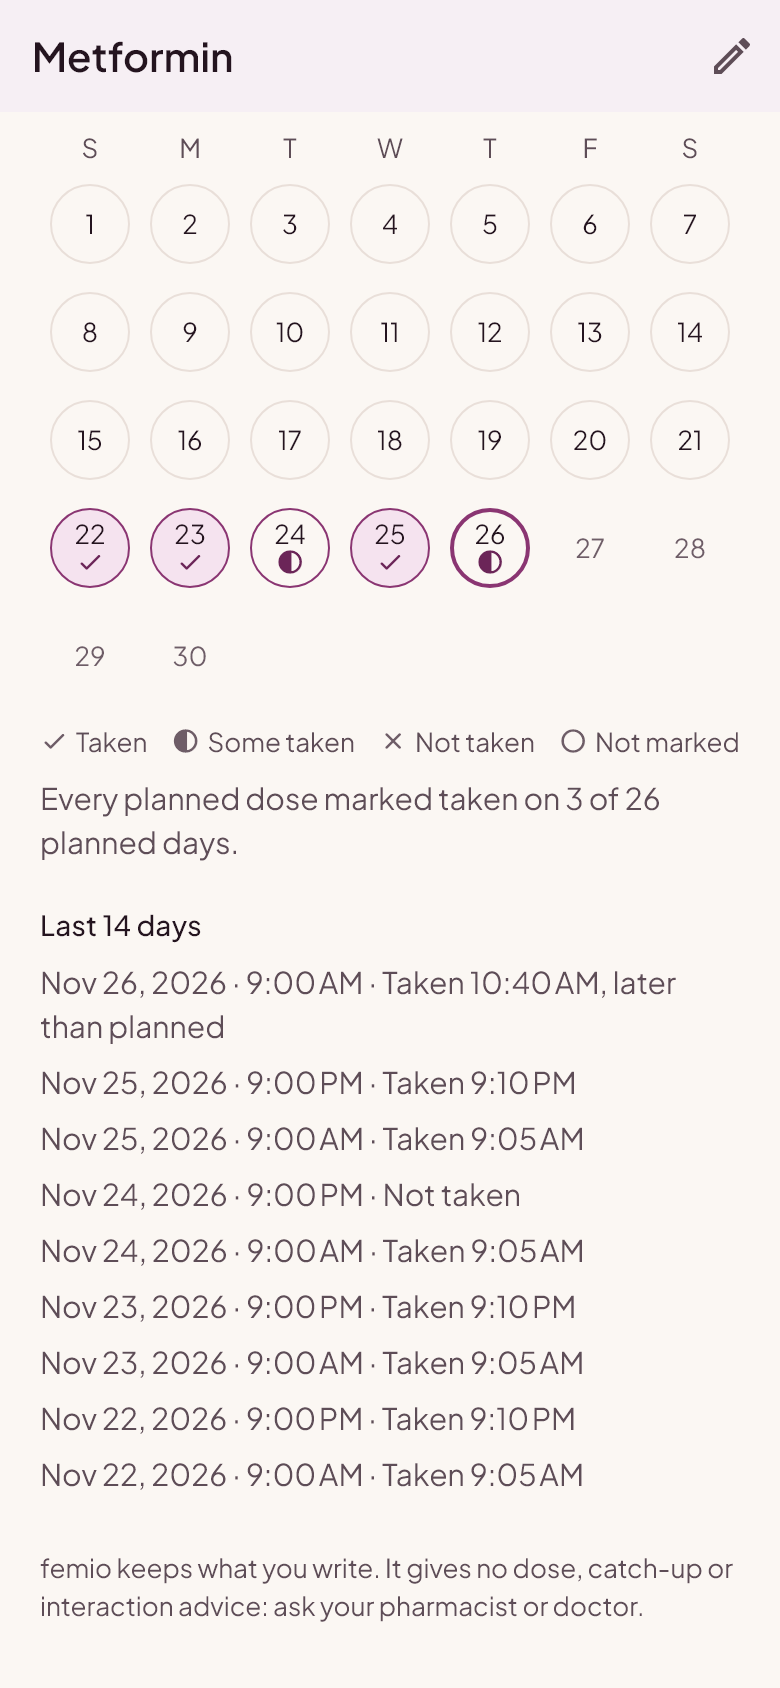 Metformin
S M T W T F S
1 2 3 4 5 6 7
8 9 10 11 12 13 14
15 16 17 18 19 20 21
22 23 24 25 26 27 28
29 30
Taken Some taken Not taken Not marked
Every planned dose marked taken on 3 of 26
planned days.
Last 14 days
Nov 26, 2026 · 9:00 AM · Taken 10:40 AM, later
than planned
Nov 25, 2026 · 9:00 PM · Taken 9:10 PM
Nov 25, 2026 · 9:00 AM · Taken 9:05 AM
Nov 24, 2026 · 9:00 PM · Not taken
Nov 24, 2026 · 9:00 AM · Taken 9:05 AM
Nov 23, 2026 · 9:00 PM · Taken 9:10 PM
Nov 23, 2026 · 9:00 AM · Taken 9:05 AM
Nov 22, 2026 · 9:00 PM · Taken 9:10 PM
Nov 22, 2026 · 9:00 AM · Taken 9:05 AM
femio keeps what you write. It gives no dose, catch-up or
interaction advice: ask your pharmacist or doctor.